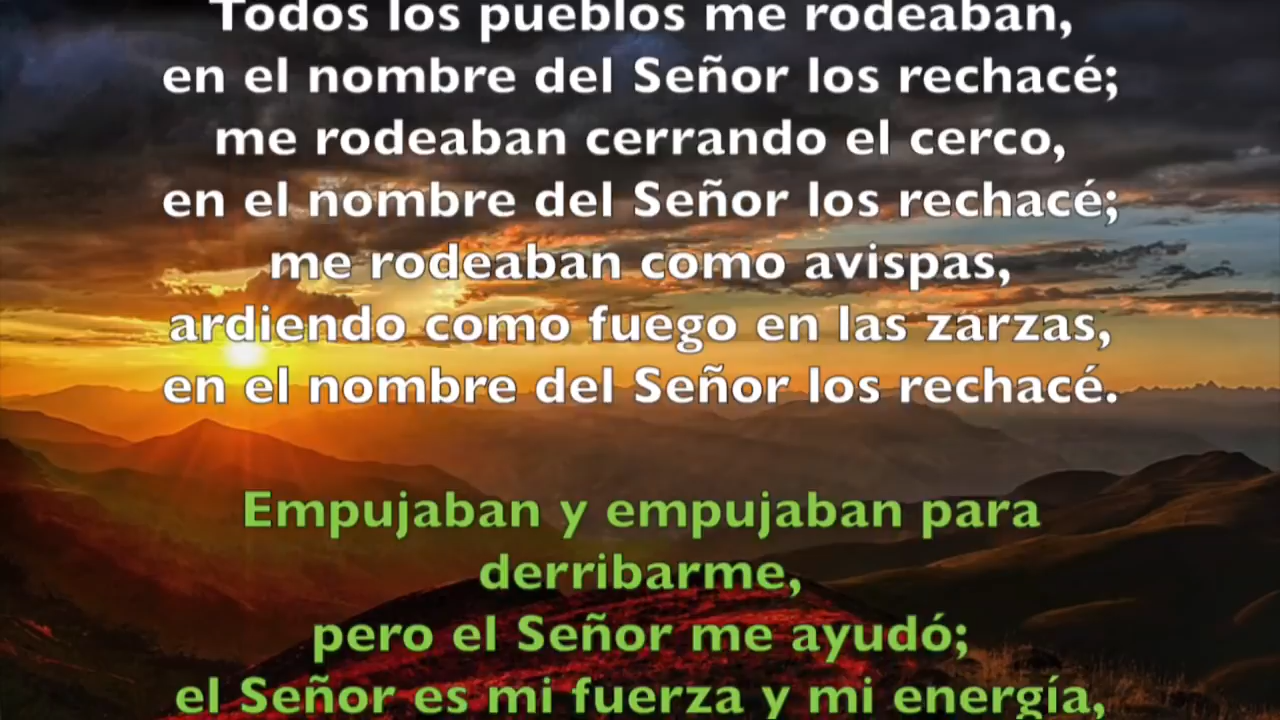 Todos los pueblos me rodeaban,
en el nombre del Señor los rechacé;
me rodeaban cerrando el cerco,
en el nombre del Señor los rechacé;
me rodeaban como avispas,
ardiendo como fuego en las zarzas,
en el nombre del Señor los rechacé.
Empujaban y empujaban para
derribarme,
pero el Señor me ayudó;
el Señor es mi fuerza y mi energía,